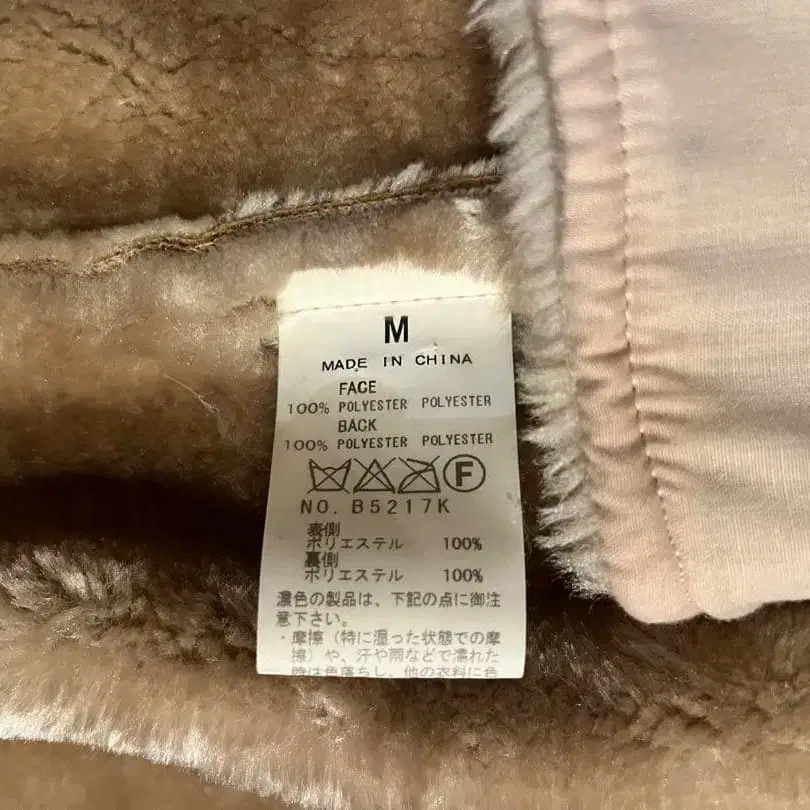 M
MADE IN CHINA
FACE
100% POLYESTER POLYESTER
BACK
100% POLYESTER POLYESTER
F
NO. B5217K
表側
ポリエステル 100%
裏側
ポリエステル 100%
濃色の製品は、下記の点に御注
意下さい。
・摩擦(特に湿った状態での摩
擦)や、汗や雨などで濡れた
時は色落ちし、他の衣料に色